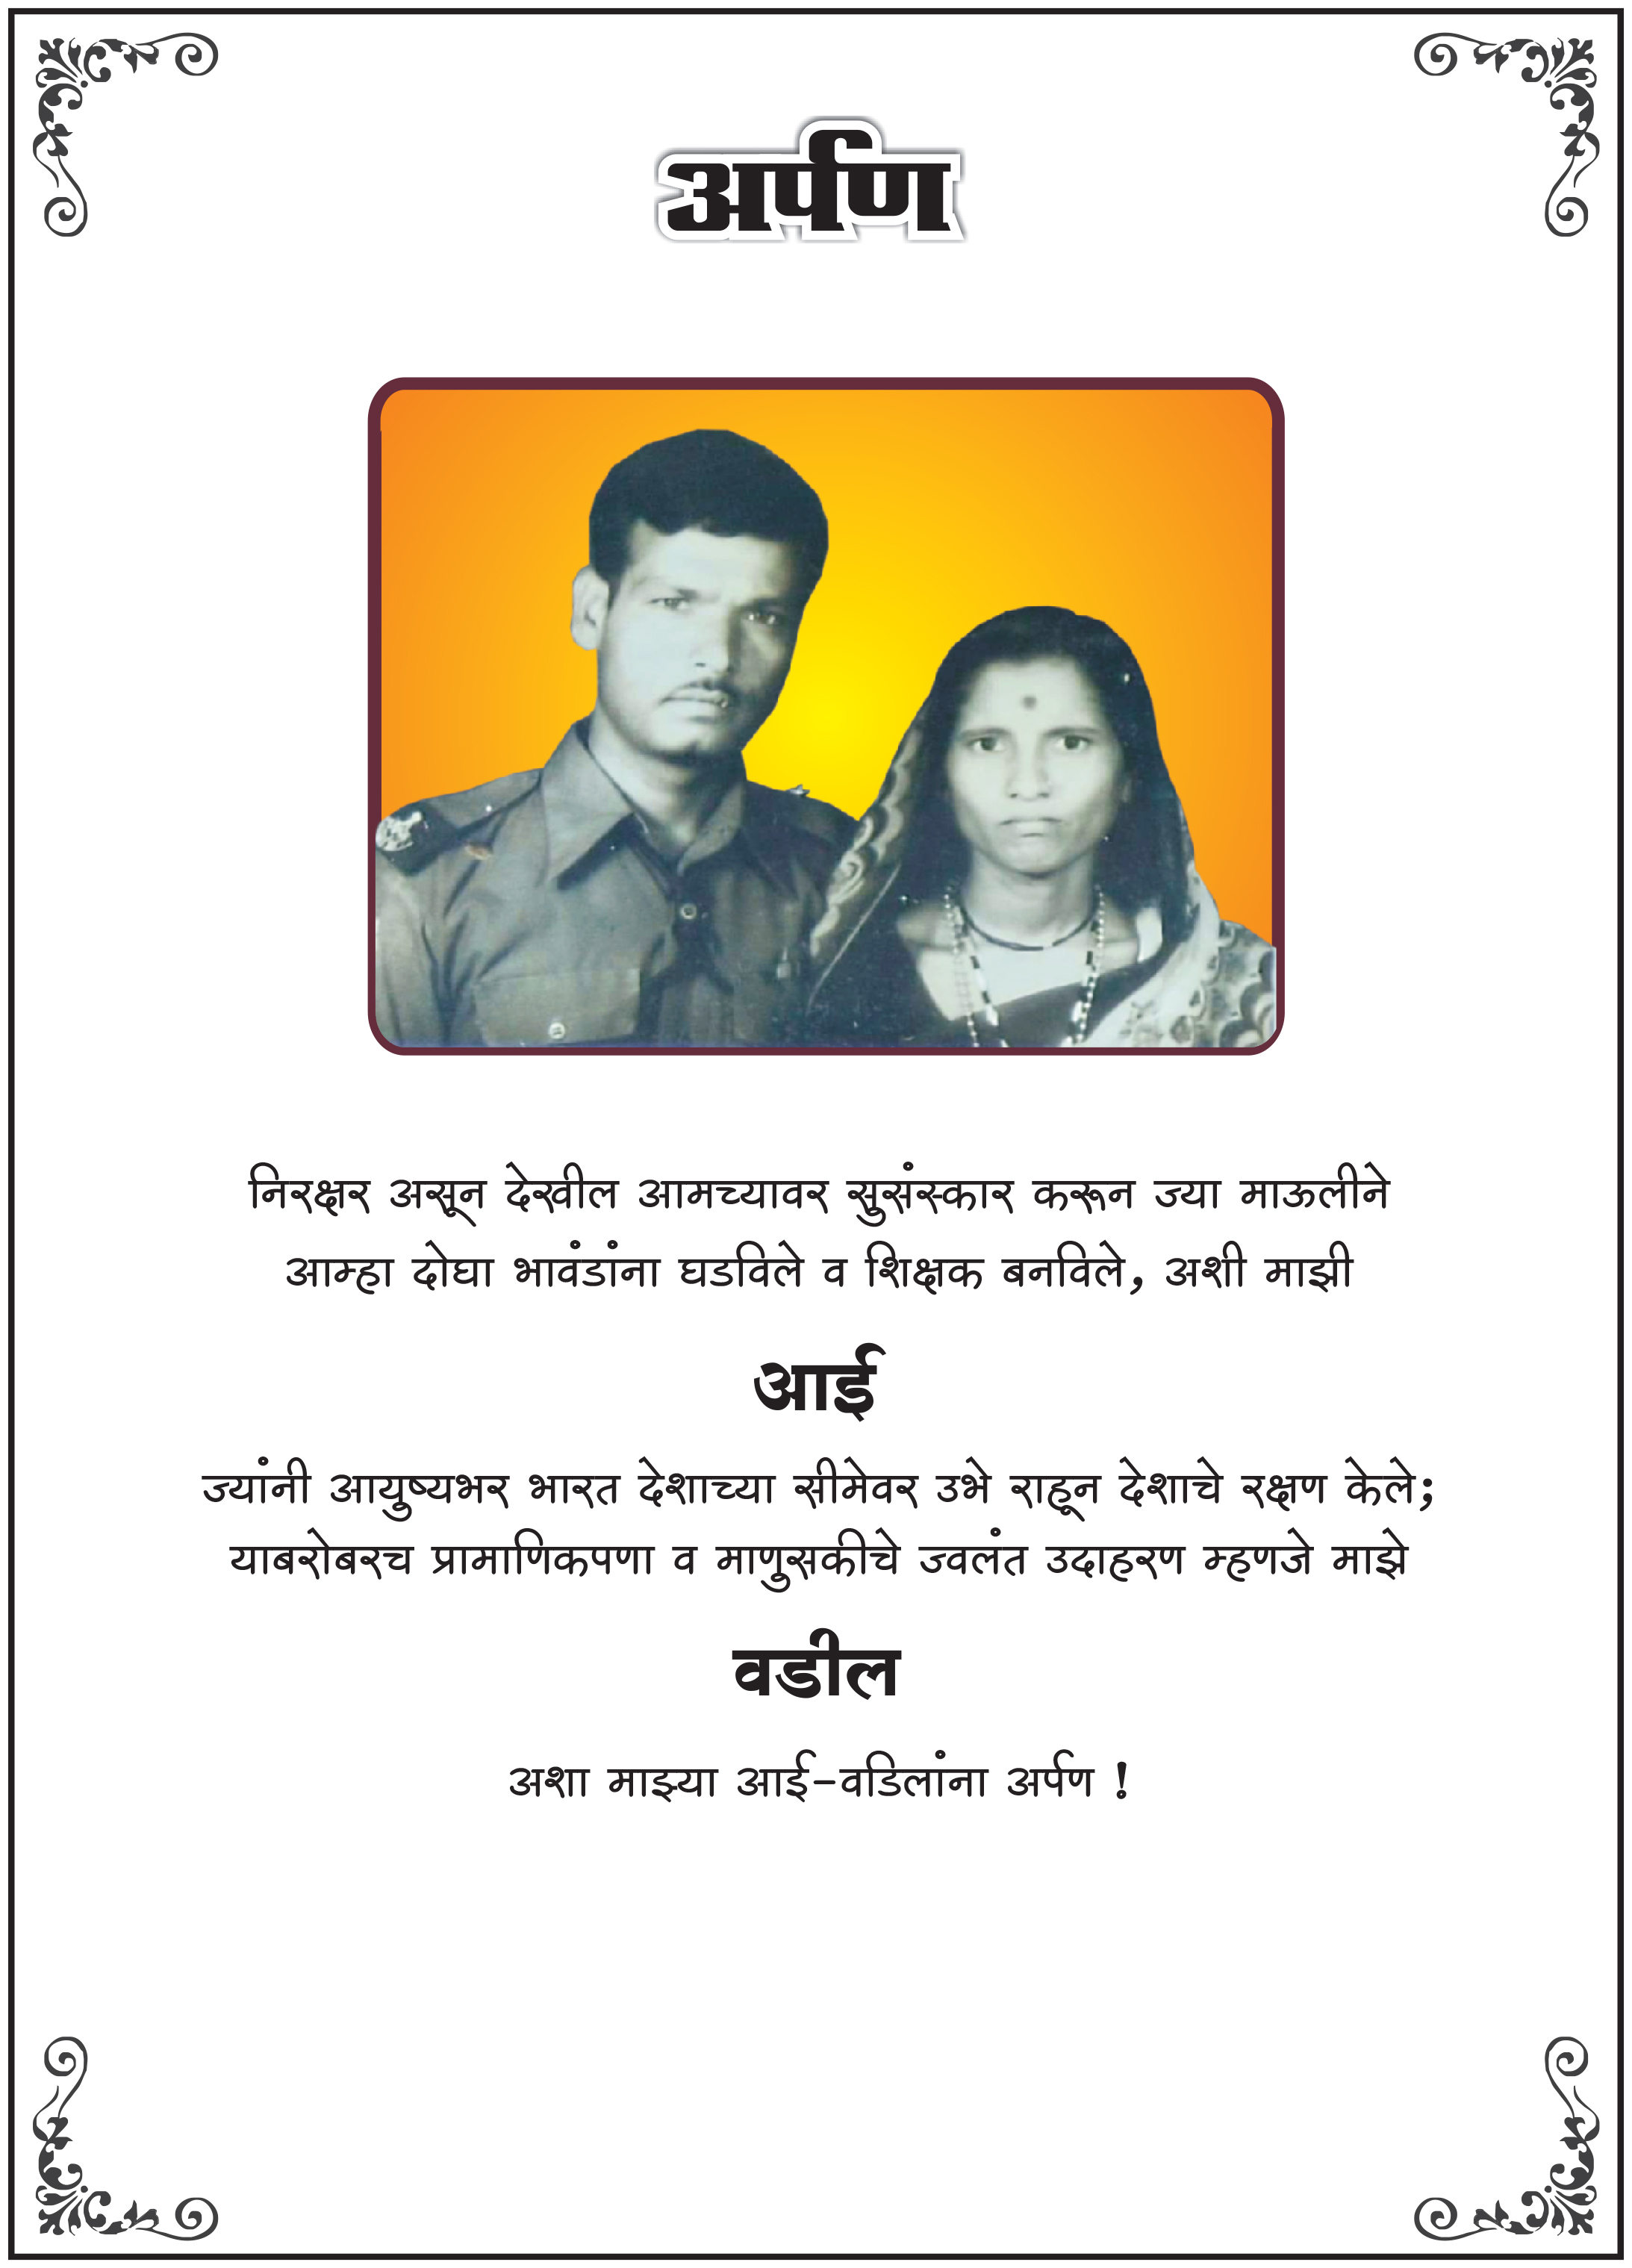 अर्पण
निरक्षर असून देखील आमच्यावर सुसंस्कार करून ज्या माऊलीने
आम्हा दोघा भावंडांना घडविले व शिक्षक बनविले, अशी माझी
आई
ज्यांनी आयुष्यभर भारत देशाच्या सीमेवर उभे राहून देशाचे रक्षण केले;
याबरोबरच प्रामाणिकपणा व माणुसकीचे ज्वलंत उदाहरण म्हणजे माझे
वडील
अशा माझ्या आई-वडिलांना अर्पण !